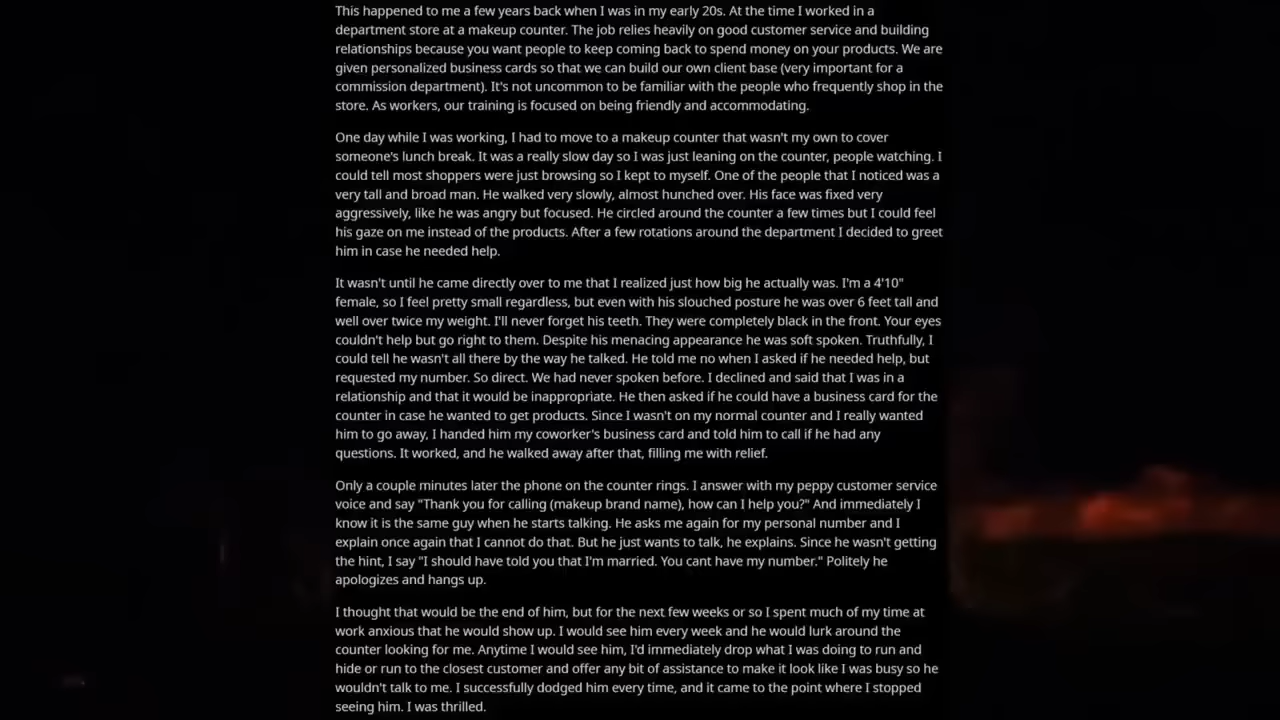 This happened to me a few years back when I was in my early 20s. At the time I worked in a
department store at a makeup counter. The job relies heavily on good customer service and building
relationships because you want people to keep coming back to spend money on your products. We are
given personalized business cards so that we can build our own client base (very important for a
commission department). It's not uncommon to be familiar with the people who frequently shop in the
store. As workers, our training is focused on being friendly and accommodating.
One day while I was working, I had to move to a makeup counter that wasn't my own to cover
someone's lunch break. It was a really slow day so I was just leaning on the counter, people watching. I
could tell most shoppers were just browsing so I kept to myself. One of the people that I noticed was a
very tall and broad man. He walked very slowly, almost hunched over. His face was fixed very
aggressively, like he was angry but focused. He circled around the counter a few times but I could feel
his gaze on me instead of the products. After a few rotations around the department I decided to greet
him in case he needed help.
It wasn't until he came directly over to me that I realized just how big he actually was. I'm a 4'10"
female, so I feel pretty small regardless, but even with his slouched posture he was over 6 feet tall and
well over twice my weight. I'll never forget his teeth. They were completely black in the front. Your eyes
couldn't help but go right to them. Despite his menacing appearance he was soft spoken. Truthfully, I
could tell he wasn't all there by the way he talked. He told me no when I asked if he needed help, but
requested my number. So direct. We had never spoken before. I declined and said that I was in a
relationship and that it would be inappropriate. He then asked if he could have a business card for the
counter in case he wanted to get products. Since I wasn't on my normal counter and I really wanted
him to go away, I handed him my coworker's business card and told him to call if he had any
questions. It worked, and he walked away after that, filling me with relief.
Only a couple minutes later the phone on the counter rings. I answer with my peppy customer service
voice and say "Thank you for calling (makeup brand name), how can I help you?" And immediately I
know it is the same guy when he starts talking. He asks me again for my personal number and I
explain once again that I cannot do that. But he just wants to talk, he explains. Since he wasn't getting
the hint, I say "I should have told you that I'm married. You cant have my number." Politely he
apologizes and hangs up.
I thought that would be the end of him, but for the next few weeks or so I spent much of my time at
work anxious that he would show up. I would see him every week and he would lurk around the
counter looking for me. Anytime I would see him, I'd immediately drop what I was doing to run and
hide or run to the closest customer and offer any bit of assistance to make it look like I was busy so he
wouldn't talk to me. I successfully dodged him every time, and it came to the point where I stopped
seeing him. I was thrilled.